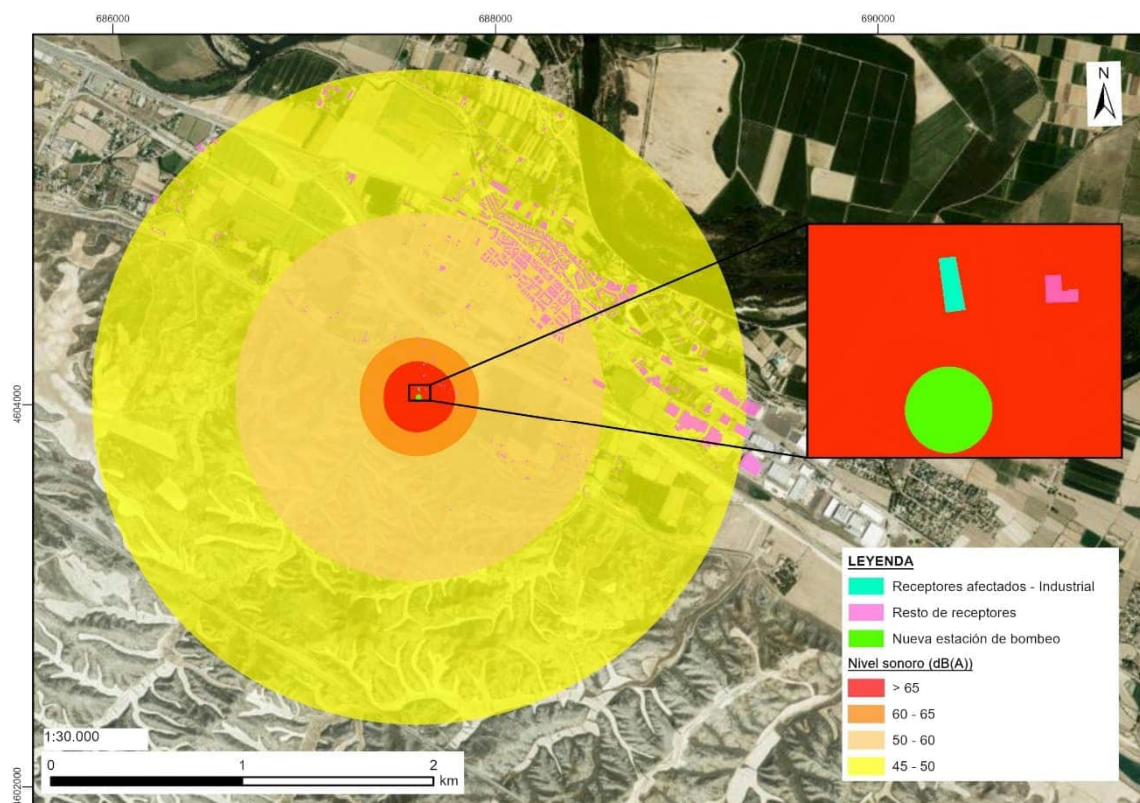 686000
688000
690000
N
4604000
LEYENDA
Receptores afectados - Industrial
Resto de receptores
Nueva estación de bombeo
Nivel sonoro (dB(A))
> 65
60 - 65
50 - 60
45 - 50
1:30.000
0 1 2
km
4602000